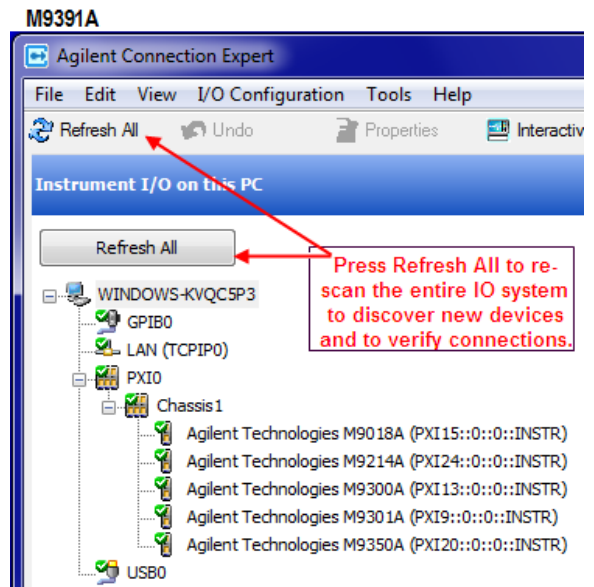 M9391A
Agilent Connection Expert
File Edit View I/O Configuration Tools Help
Refresh All Undo Properties Interactiv
Instrument I/O on this PC
Refresh All
Press Refresh All to re-
scan the entire IO system
to discover new devices
and to verify connections.
WINDOWS-KVQC5P3
GPIB0
LAN (TCPIP0)
PXI0
Chassis1
Agilent Technologies M9018A (PXI15::0::0::INSTR)
Agilent Technologies M9214A (PXI24::0::0::INSTR)
Agilent Technologies M9300A (PXI13::0::0::INSTR)
Agilent Technologies M9301A (PXI9::0::0::INSTR)
Agilent Technologies M9350A (PXI20::0::0::INSTR)
USB0